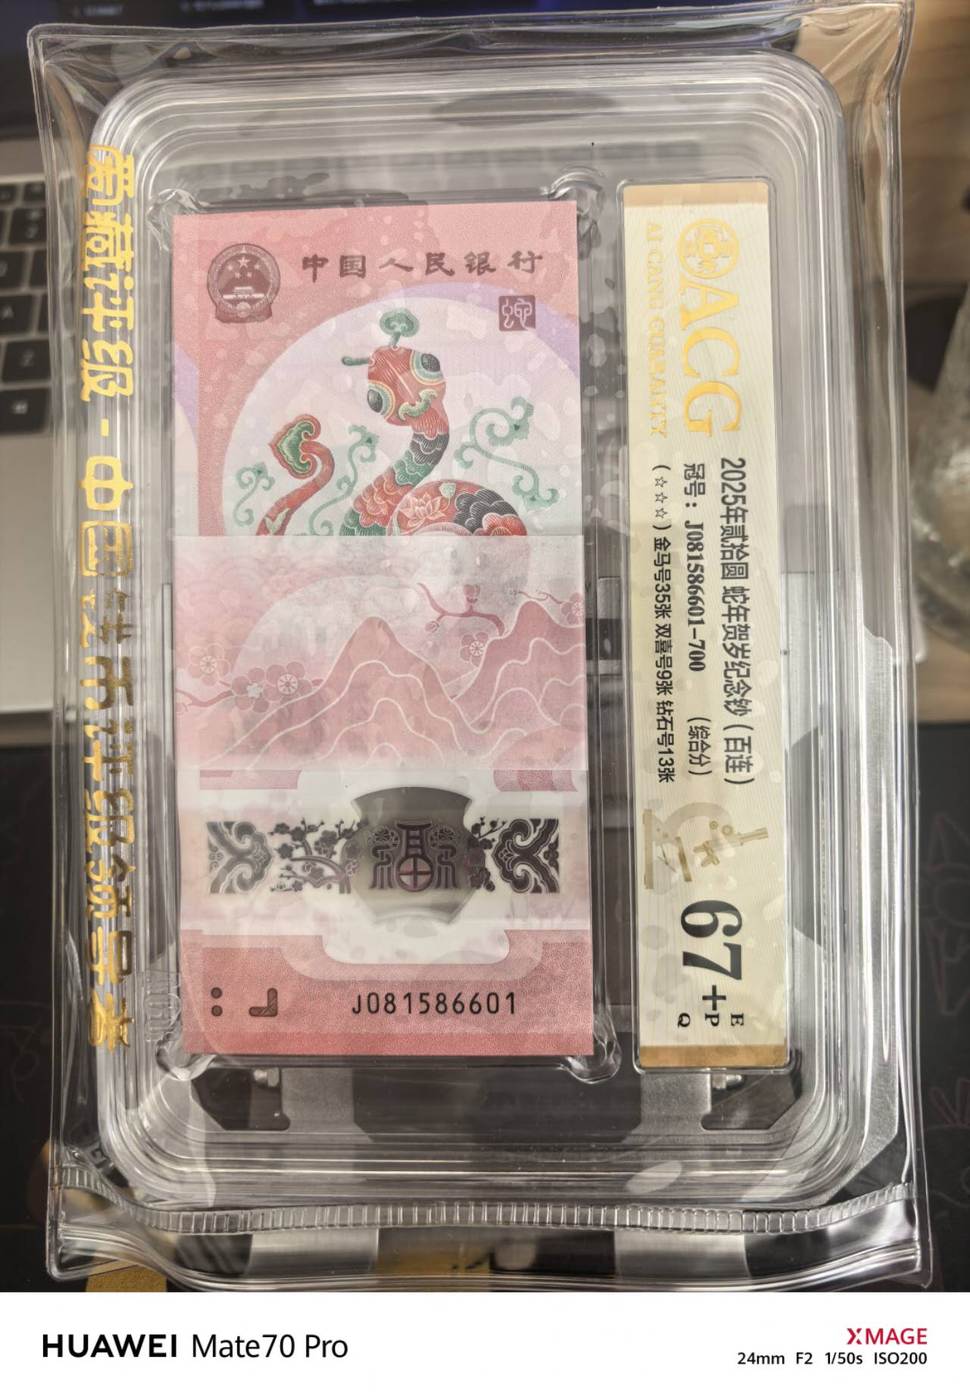 爱藏评级-中国钱币评级领导者
中国人民银行
福
J081586601
ACG
AI CANG GUARANTY
2025年贰拾圆 蛇年贺岁纪念钞（百连）
冠号：J081586601-700 （综合分）
（☆☆☆）金马号35张 双喜号9张 钻石号13张
67+
E
P
Q
HUAWEI Mate70 Pro
XMAGE
24mm F2 1/50s ISO200